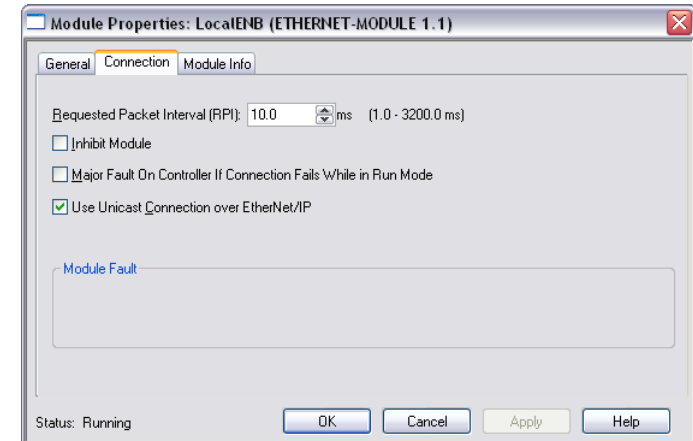 Module Properties: LocalENB (ETHERNET-MODULE 1.1)
General Connection Module Info
Requested Packet Interval (RPI): 10.0 ms (1.0 - 3200.0 ms)
Inhibit Module
Major Fault On Controller If Connection Fails While in Run Mode
Use Unicast Connection over EtherNet/IP
Module Fault
Status: Running OK Cancel Apply Help